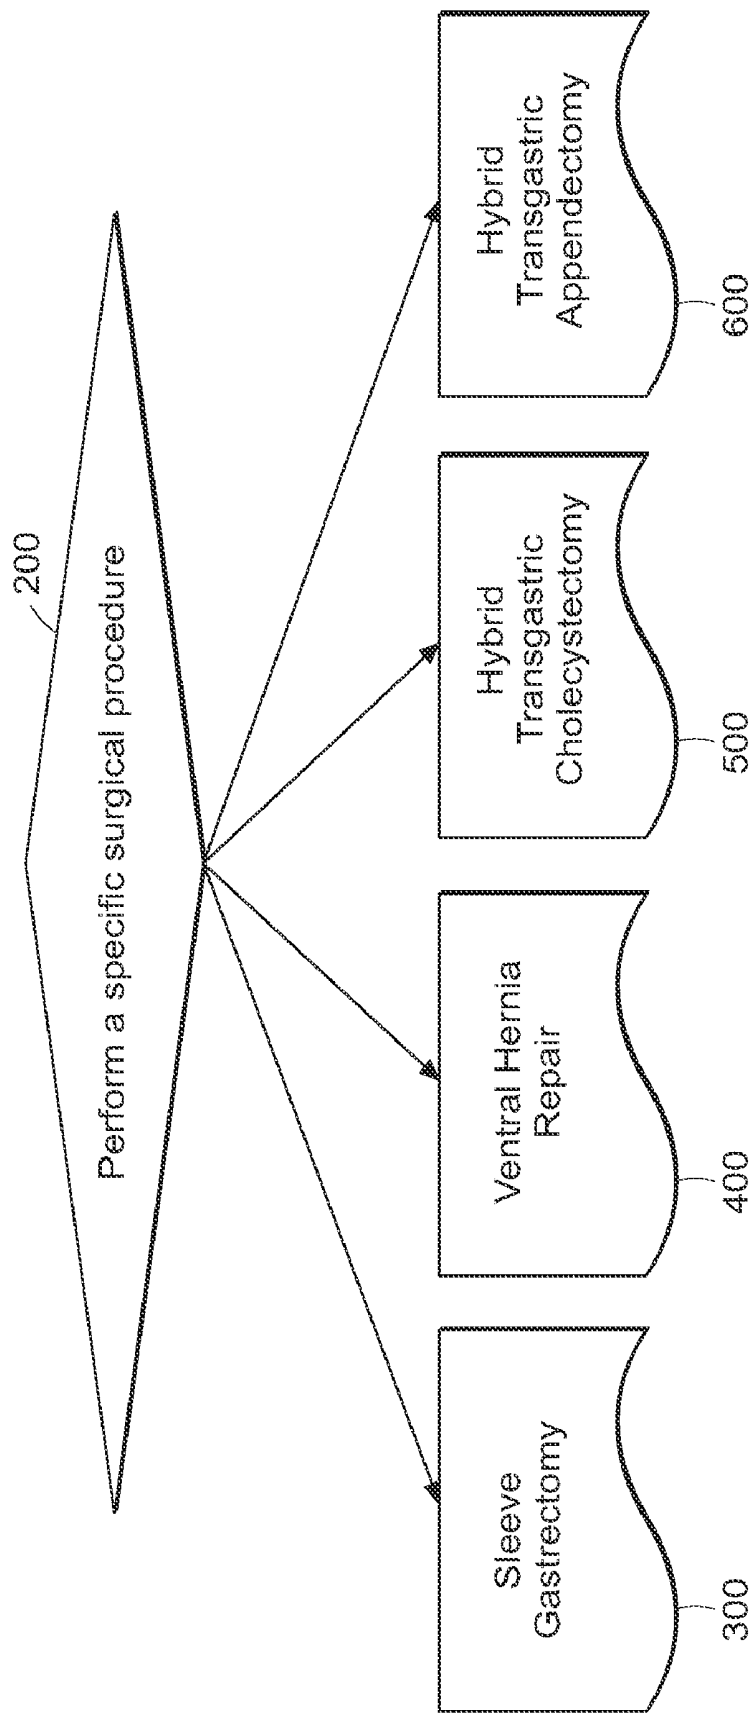 200
Perform a specific surgical procedure
Sleeve
Gastrectomy
300
Ventral Hernia
Repair
400
Hybrid
Transgastric
Cholecystectomy
500
Hybrid
Transgastric
Appendectomy
600